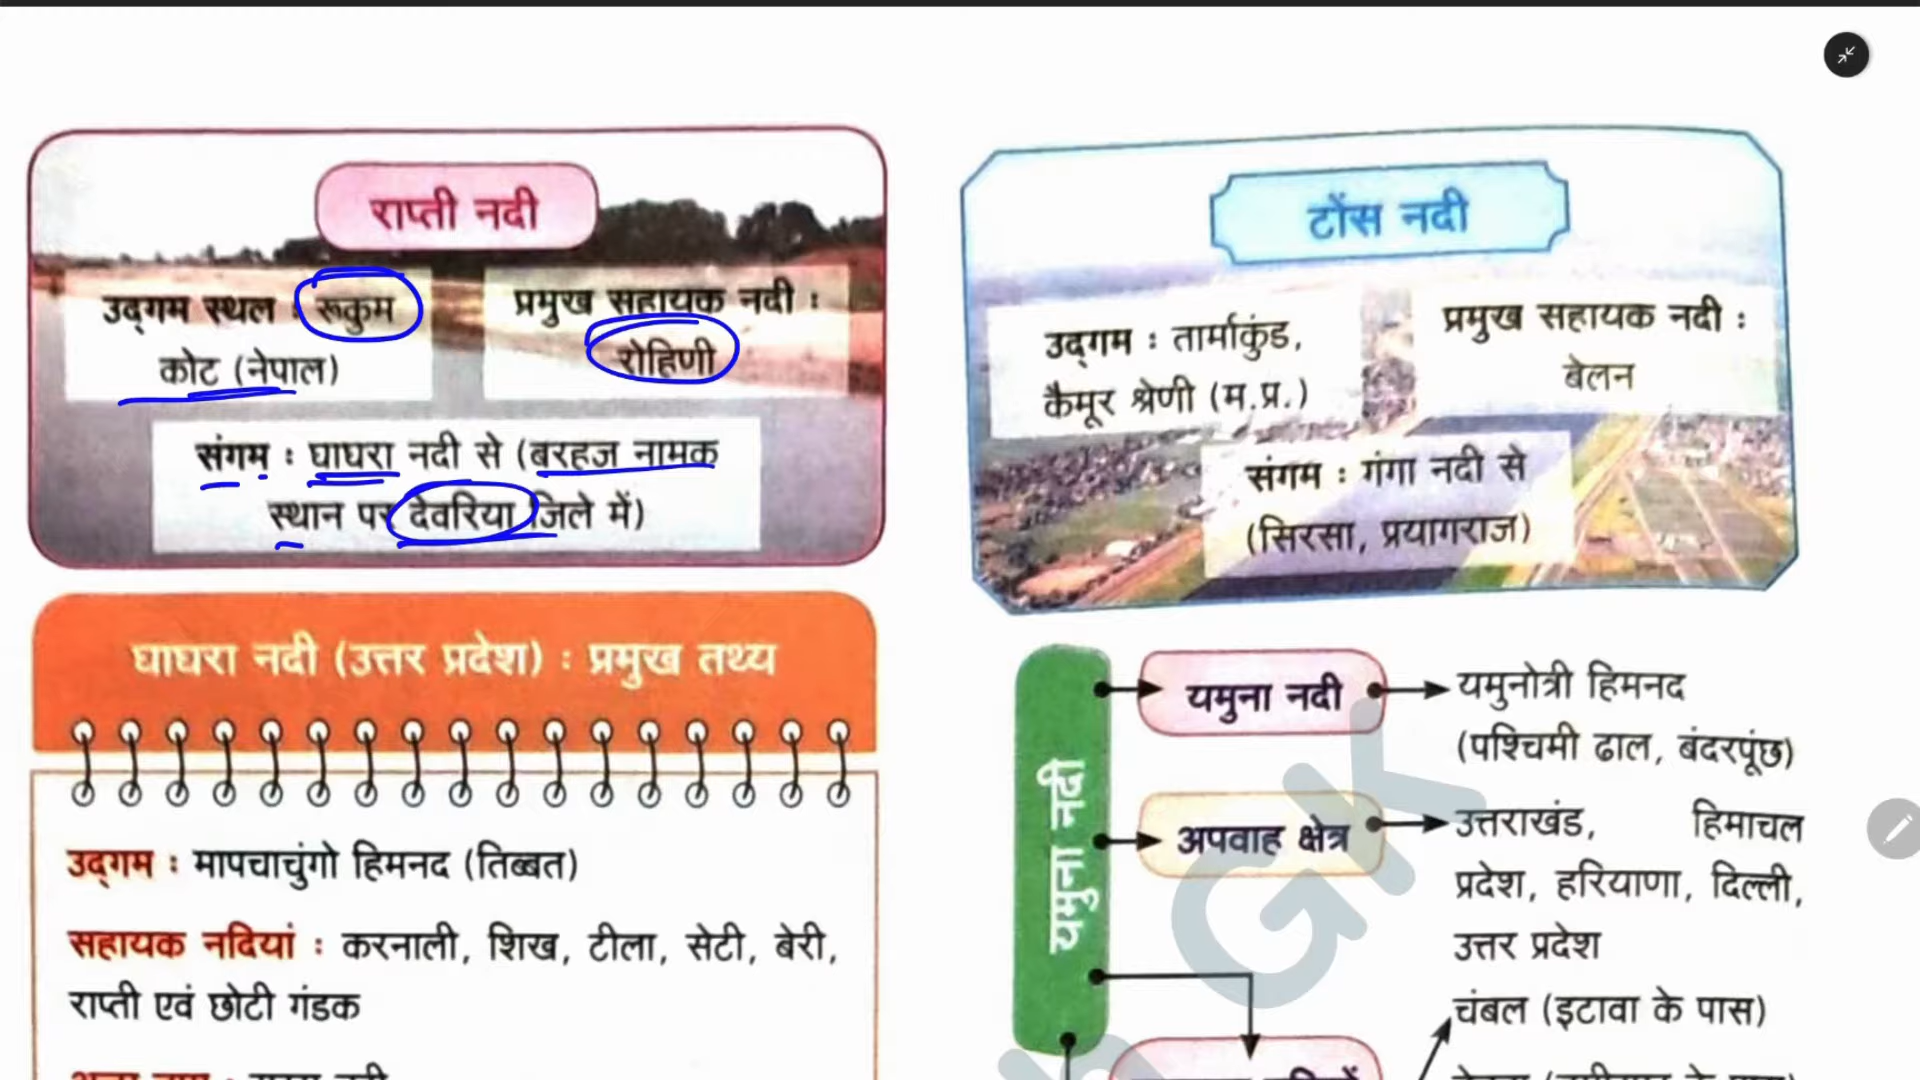 राप्ती नदी
उद्गम स्थल : रूकुम
कोट (नेपाल)
प्रमुख सहायक नदी :
रोहिणी
संगम : घाघरा नदी से (बरहज नामक
स्थान पर देवरिया जिले में)
टोंस नदी
उद्गम : तार्माकुंड,
कैमूर श्रेणी (म.प्र.)
प्रमुख सहायक नदी :
बेलन
संगम : गंगा नदी से
(सिरसा, प्रयागराज)
घाघरा नदी (उत्तर प्रदेश) : प्रमुख तथ्य
उद्गम : मापचाचुंगो हिमनद (तिब्बत)
सहायक नदियां : करनाली, शिख, टीला, सेटी, बेरी,
राप्ती एवं छोटी गंडक
यमुना नदी
यमुना नदी
यमुनोत्री हिमनद
(पश्चिमी ढाल, बंदरपूंछ)
अपवाह क्षेत्र
उत्तराखंड, हिमाचल
प्रदेश, हरियाणा, दिल्ली,
उत्तर प्रदेश
चंबल (इटावा के पास)
GK